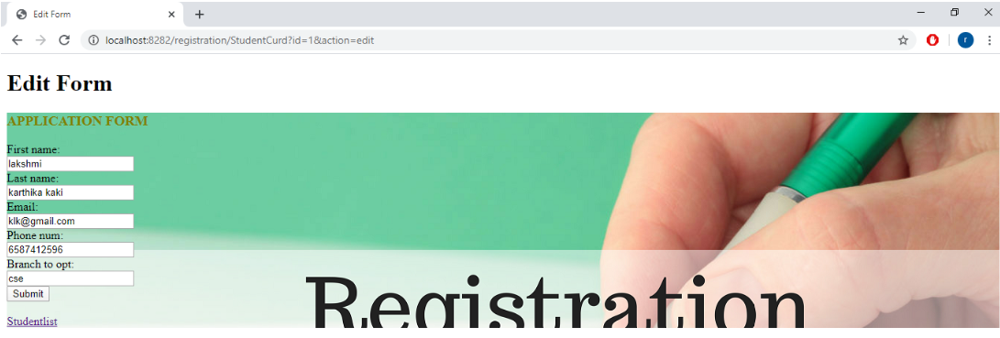 Edit Form
localhost:8282/registration/StudentCurd?id=1&action=edit
r
Edit Form
APPLICATION FORM
First name:
lakshmi
Last name:
karthika kaki
Email:
klk@gmail.com
Phone num:
6587412596
Branch to opt:
cse
Submit
Registration
Studentlist